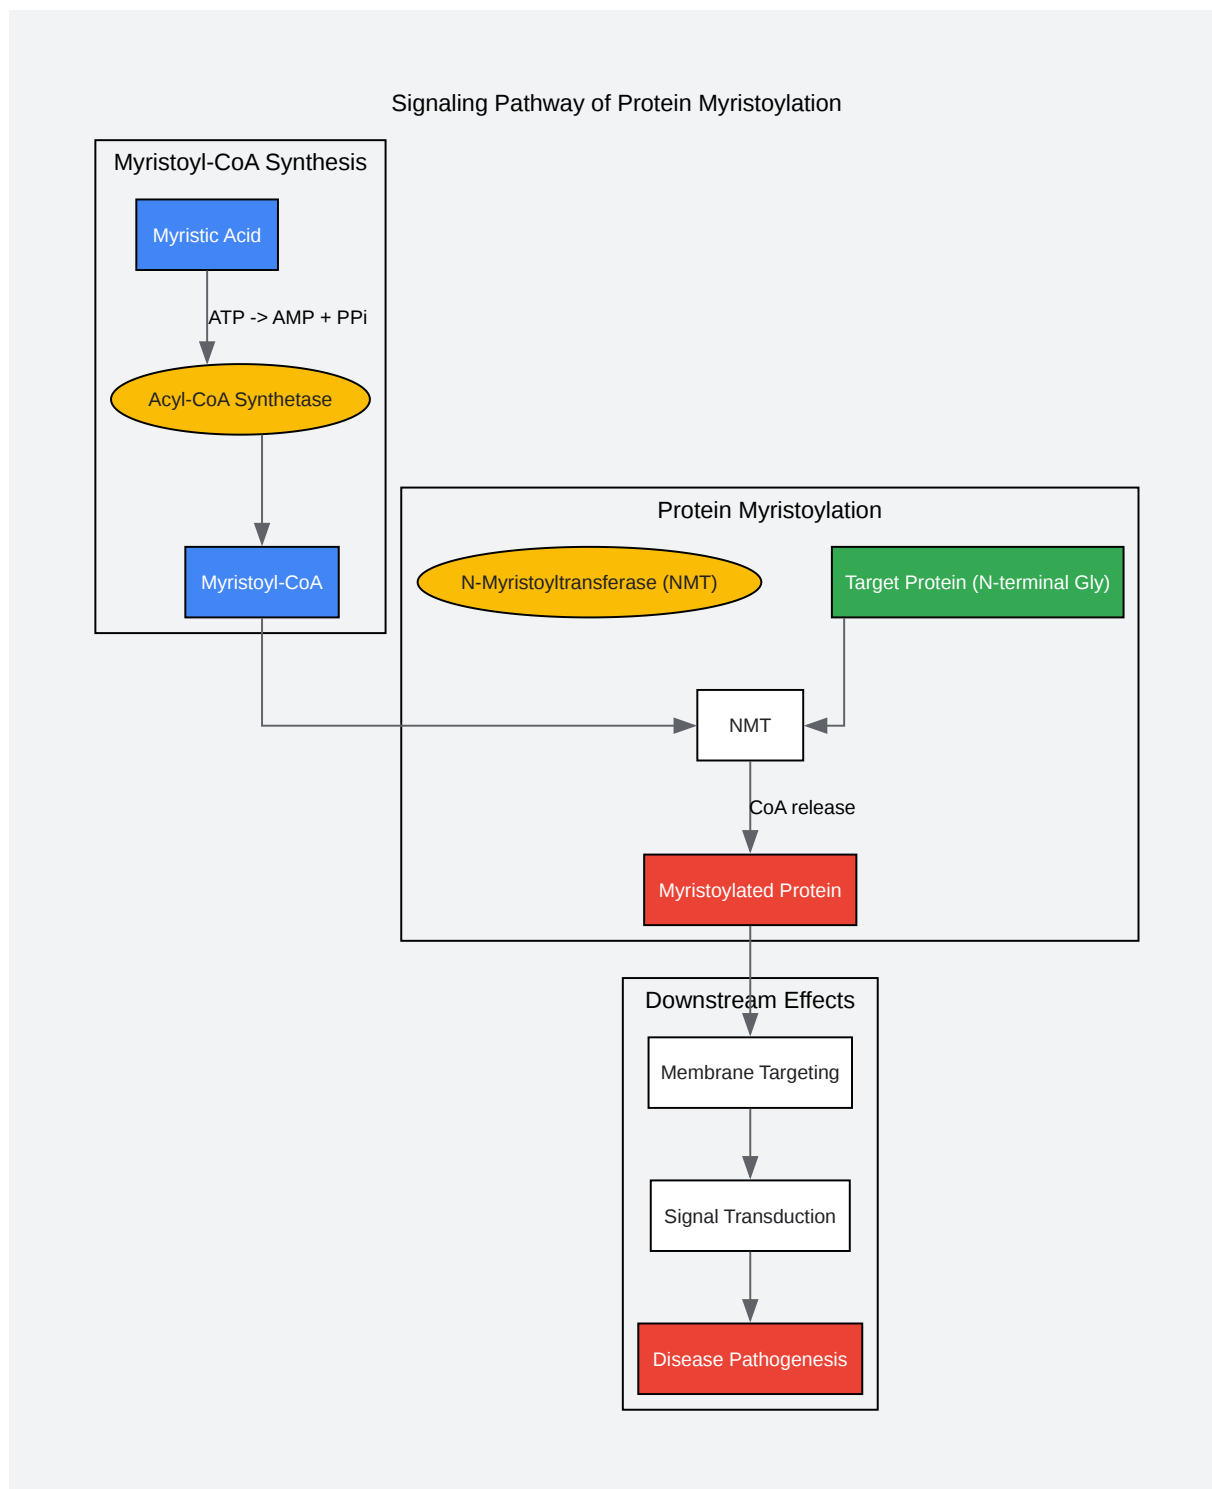 Signaling Pathway of Protein Myristoylation
Myristoyl-CoA Synthesis
Myristic Acid
ATP -> AMP + PPi
Acyl-CoA Synthetase
Myristoyl-CoA
Protein Myristoylation
N-Myristoyltransferase (NMT)
Target Protein (N-terminal Gly)
NMT
CoA release
Myristoylated Protein
Downstream Effects
Membrane Targeting
Signal Transduction
Disease Pathogenesis